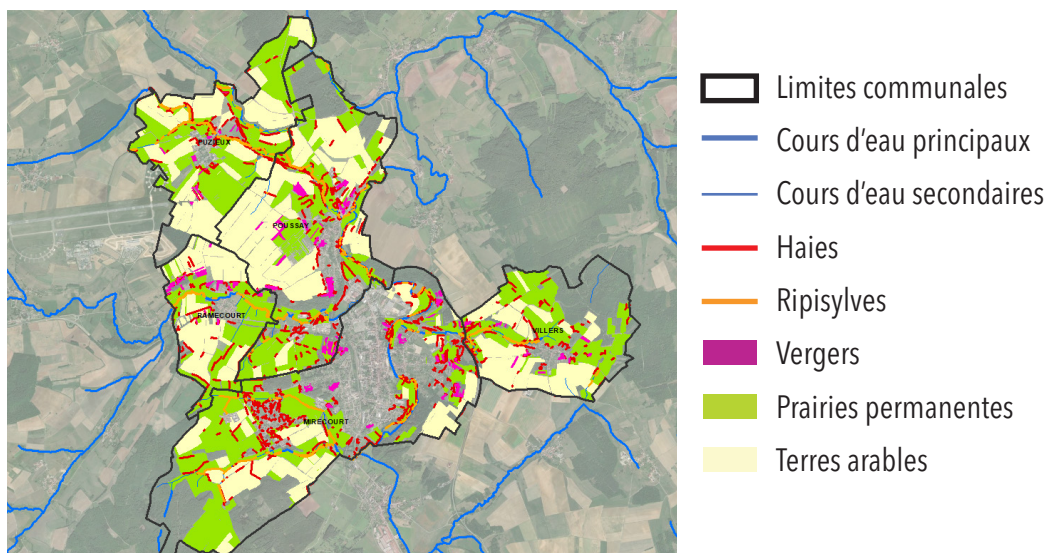 PUZIEUX
POUSSAY
RAMECOURT
VILLERS
MIRECOURT
Limites communales
Cours d'eau principaux
Cours d'eau secondaires
Haies
Ripisylves
Vergers
Prairies permanentes
Terres arables